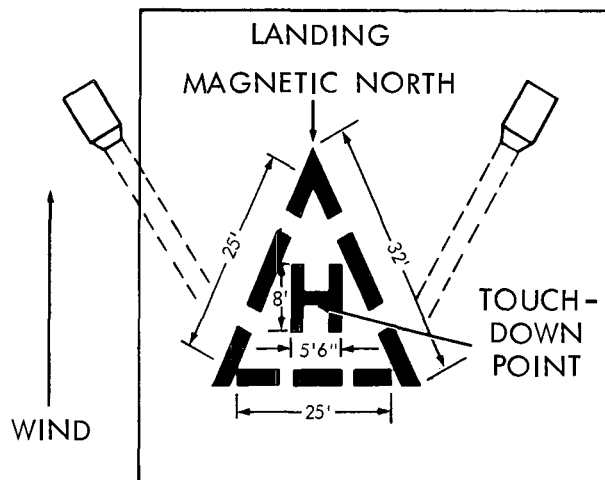 LANDING
MAGNETIC NORTH
25'
32'
8'
H
5'6"
25'
TOUCH-
DOWN
POINT
WIND